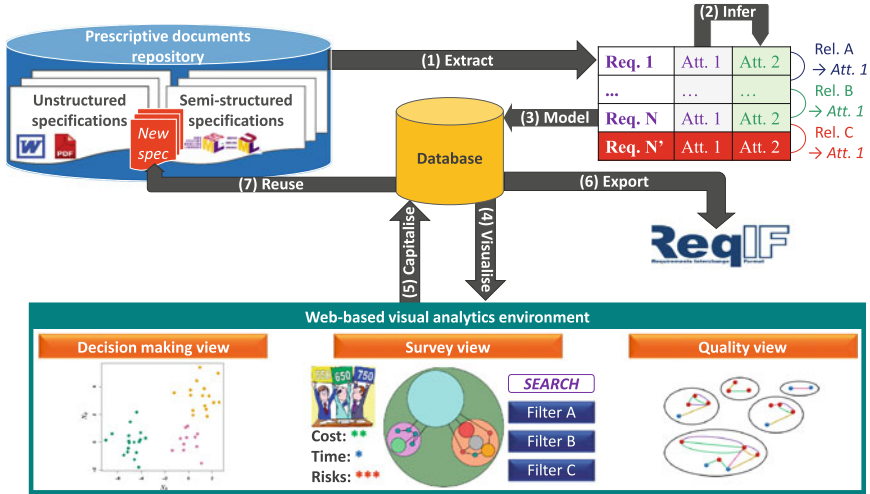 Prescriptive documents
repository
Unstructured
specifications
Semi-structured
specifications
W
PDF
New
spec
(1) Extract
(2) Infer
Req. 1 Att. 1 Att. 2
... ... ...
Req. N Att. 1 Att. 2
Req. N’ Att. 1 Att. 2
Rel. A
→ Att. 1
Rel. B
→ Att. 1
Rel. C
→ Att. 1
(3) Model
Database
(7) Reuse
(6) Export
(5) Capitalise
(4) Visualise
ReqIF
Requirements Interchange Format
Web-based visual analytics environment
Decision making view
Survey view
Quality view
650
750
Cost: **
Time: *
Risks: ***
SEARCH
Filter A
Filter B
Filter C